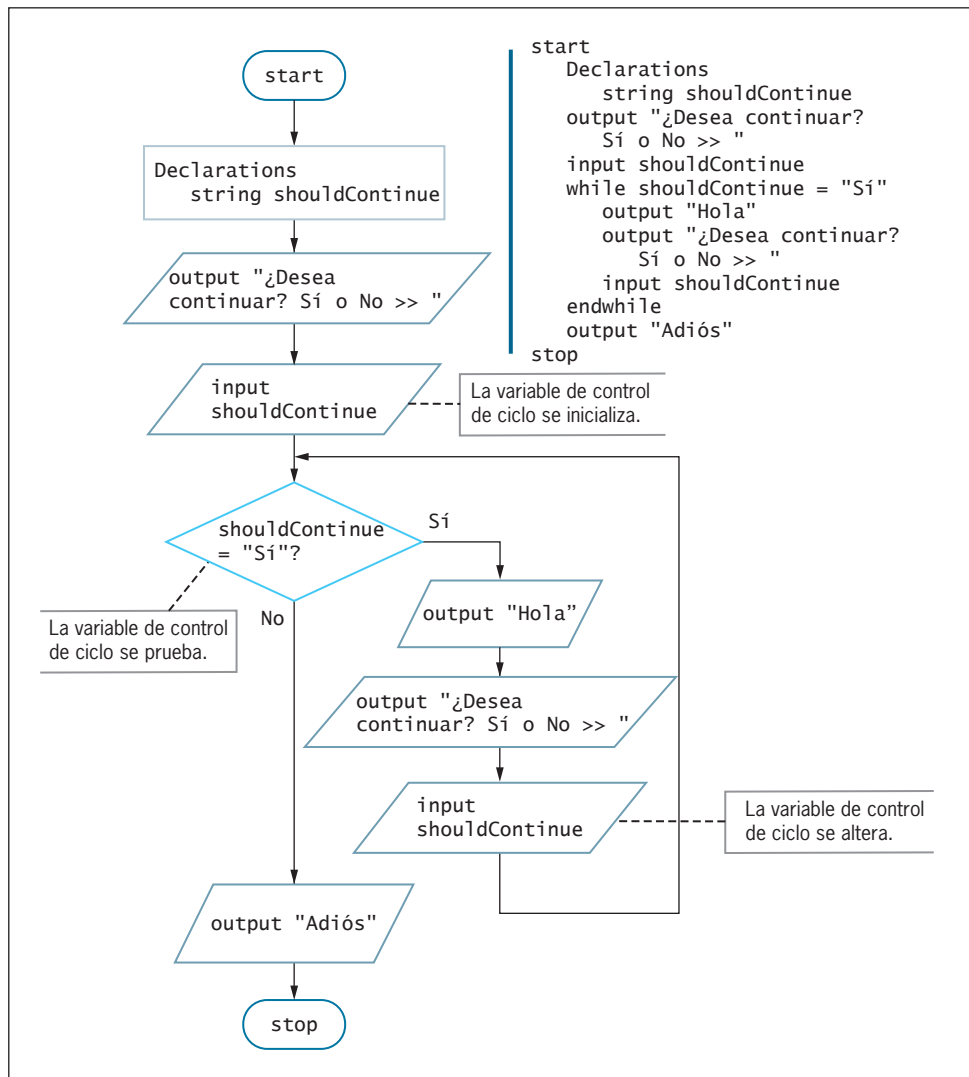 start
Declarations
string shouldContinue
output "¿Desea
continuar? Sí o No >> "
input
shouldContinue
La variable de control
de ciclo se inicializa.
shouldContinue
= "Sí"?
Sí
No
La variable de control
de ciclo se prueba.
output "Hola"
output "¿Desea
continuar? Sí o No >> "
input
shouldContinue
La variable de control
de ciclo se altera.
output "Adiós"
stop
start
Declarations
string shouldContinue
output "¿Desea continuar?
Sí o No >> "
input shouldContinue
while shouldContinue = "Sí"
output "Hola"
output "¿Desea continuar?
Sí o No >> "
input shouldContinue
endwhile
output "Adiós"
stop